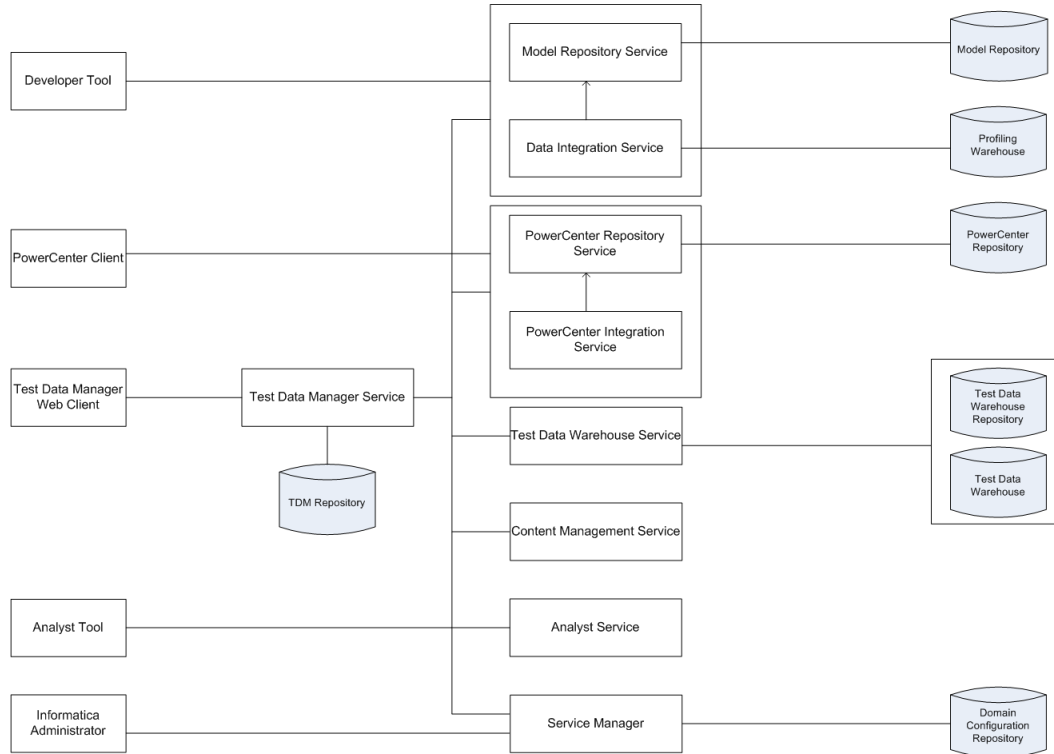 Model Repository Service
Model Repository
Developer Tool
Data Integration Service
Profiling
Warehouse
PowerCenter Repository
Service
PowerCenter
Repository
PowerCenter Client
PowerCenter Integration
Service
Test Data Manager
Web Client
Test Data Manager Service
Test Data
Warehouse
Repository
Test Data Warehouse Service
Test Data
Warehouse
TDM Repository
Content Management Service
Analyst Tool
Analyst Service
Informatica
Administrator
Service Manager
Domain
Configuration
Repository